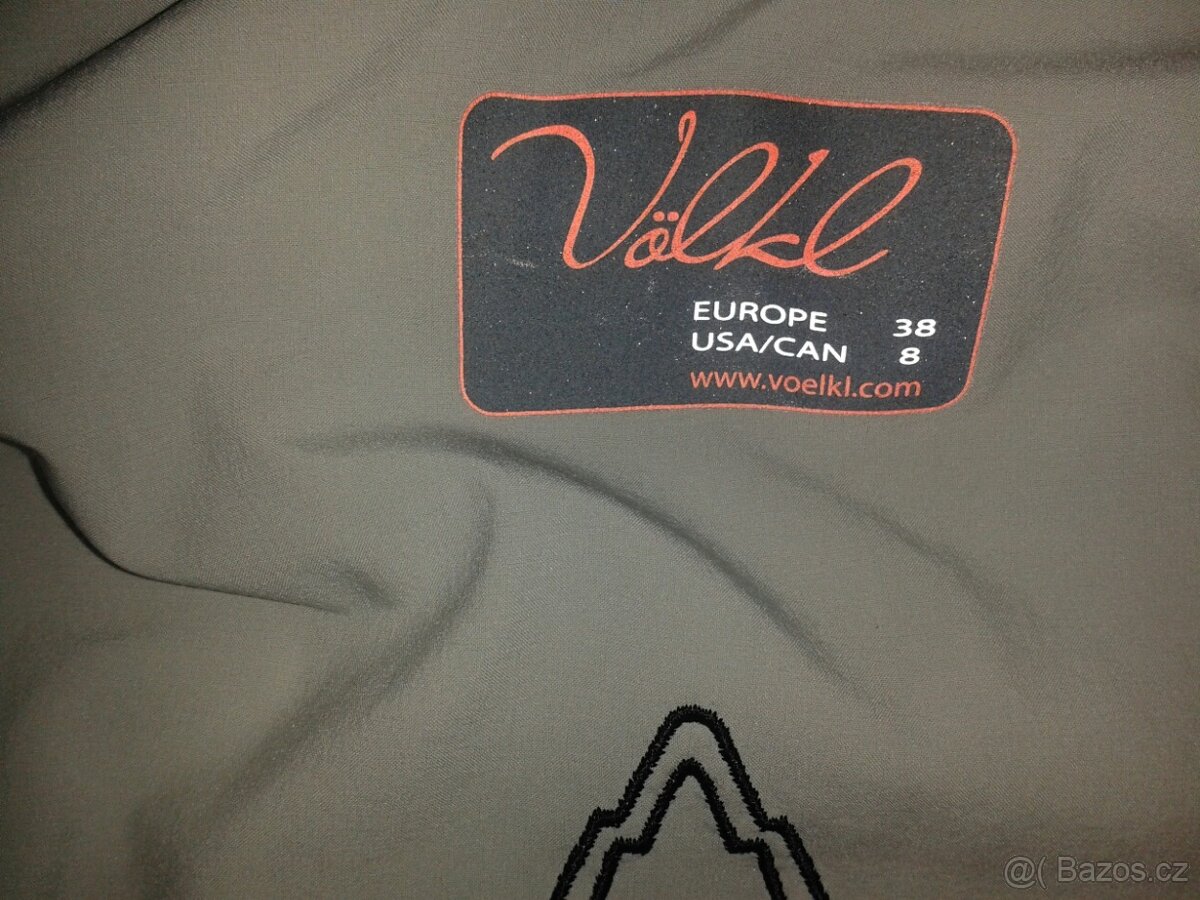 Völkl
EUROPE 38
USA/CAN 8
www.voelkl.com
@( Bazos.cz